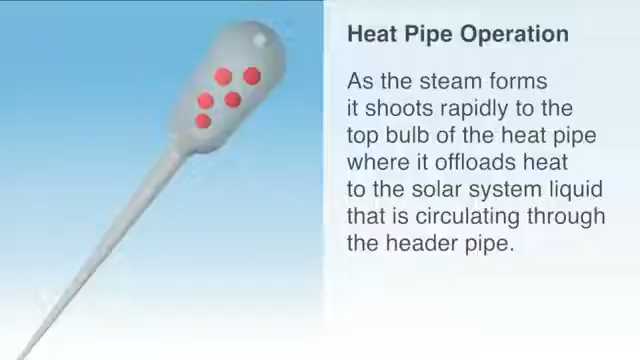 Heat Pipe Operation
As the steam forms
it shoots rapidly to the
top bulb of the heat pipe
where it offloads heat
to the solar system liquid
that is circulating through
the header pipe.